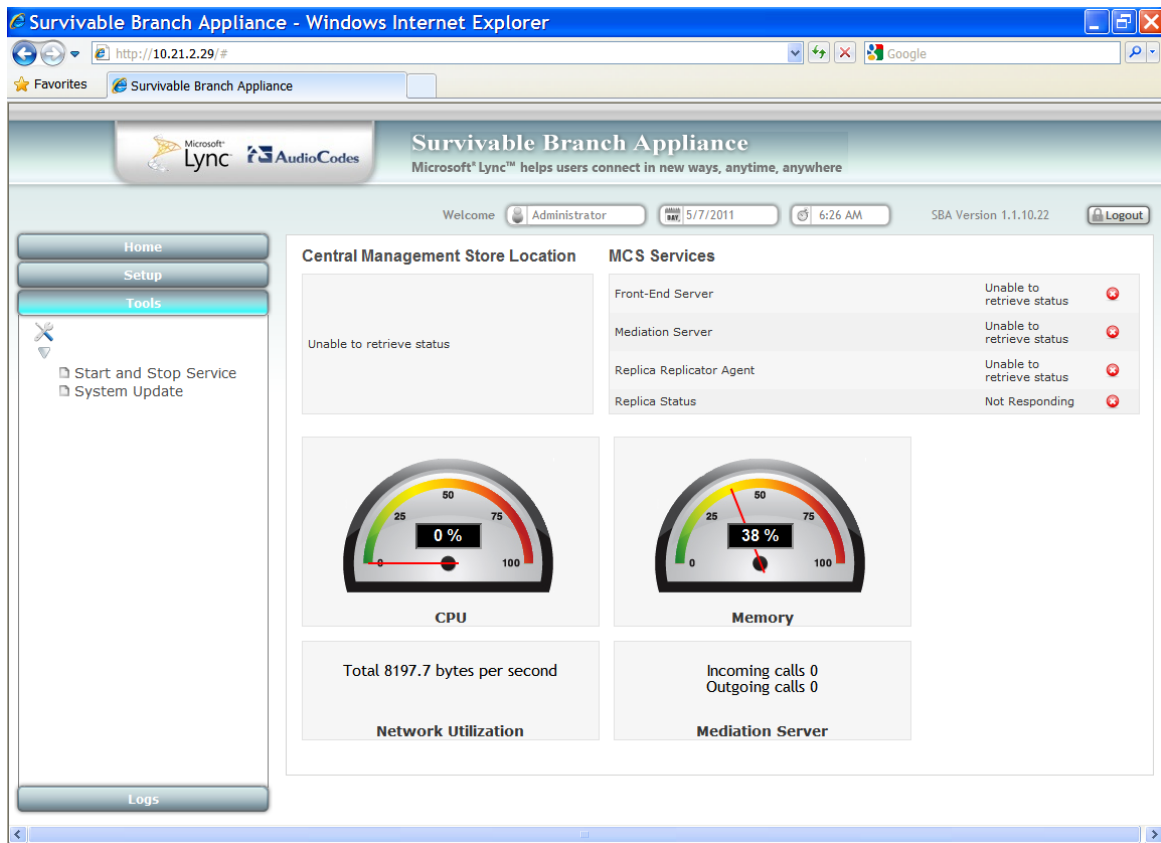 Survivable Branch Appliance - Windows Internet Explorer
http://10.21.2.29/#
Google
Favorites
Survivable Branch Appliance
Microsoft®
Lync™
AudioCodes
Survivable Branch Appliance
Microsoft® Lync™ helps users connect in new ways, anytime, anywhere
Welcome
Administrator
DAY,
5/7/2011
6:26 AM
SBA Version 1.1.10.22
Logout
Home
Setup
Tools
Start and Stop Service
System Update
Logs
Central Management Store Location
Unable to retrieve status
MCS Services
Front-End Server
Unable to
retrieve status
Mediation Server
Unable to
retrieve status
Replica Replicator Agent
Unable to
retrieve status
Replica Status
Not Responding
0
25
50
75
100
0 %
CPU
0
25
50
75
100
38 %
Memory
Total 8197.7 bytes per second
Network Utilization
Incoming calls 0
Outgoing calls 0
Mediation Server